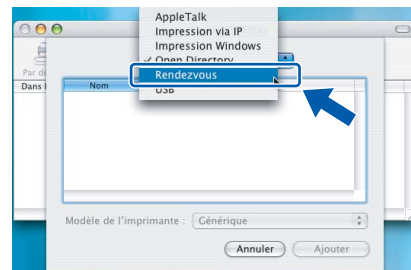 AppleTalk
Impression via IP
Impression Windows
✓ Open Directory
Rendezvous
USB
Par dé
Dans l
Nom
Modèle de l'imprimante : Générique
Annuler
Ajouter